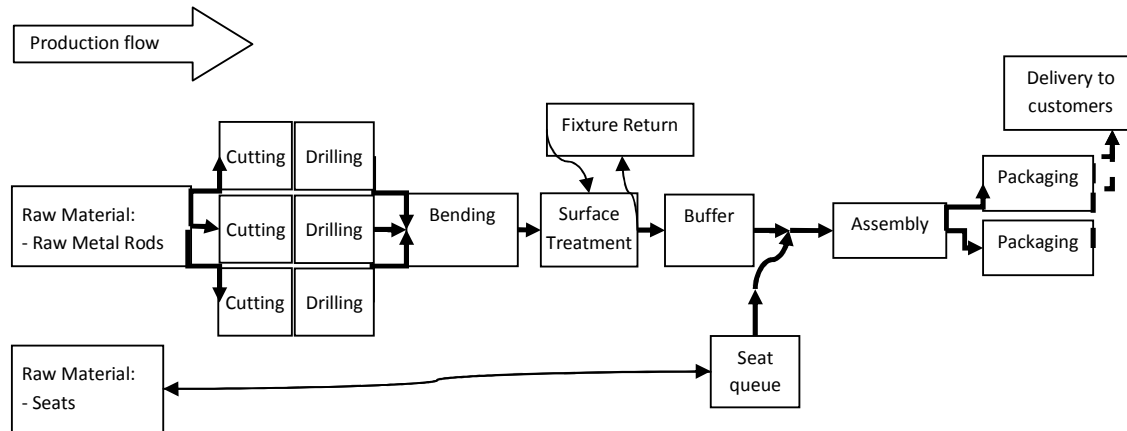 Production flow
Delivery to
customers
Fixture Return
Cutting
Drilling
Packaging
Raw Material:
- Raw Metal Rods
Cutting
Drilling
Bending
Surface
Treatment
Buffer
Assembly
Packaging
Cutting
Drilling
Raw Material:
- Seats
Seat
queue